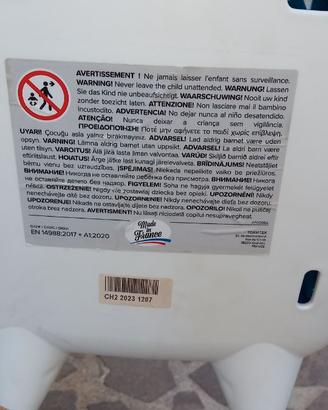 AVERTISSEMENT ! Ne jamais laisser l'enfant sans surveillance.
WARNING! Never leave the child unattended. WARNUNG! Lassen
Sie das Kind nie unbeaufsichtigt. WAARSCHUWING! Nooit uw kind
zonder toezicht laten. ATTENZIONE! Non lasciare mai il bambino
incustodito. ADVERTENCIA! No dejar nunca al niño desatendido.
ATENÇÃO! Nunca deixar a criança sem vigilância.
ΠΡΟΕΙΔΟΠΟΙΗΣΗ! Ποτέ μην αφήνετε το παιδί χωρίς επίβλεψη.
UYARI! Çocuğu asla yalnız bırakmayınız. ADVARSEL! Lad aldrig barnet være
uden opsyn. VARNING! Lämna aldrig barnet utan uppsikt. ADVARSEL! La aldri barn være
uten tilsyn. VAROITUS! Älä jätä lasta ilman valvontaa. VARÚÐ! Skiljið barnið aldrei eftir
eftirlitslaust. HOIATUS! Ärge jätke last kunagi järelevalveta. BRĪDINĀJUMS! Neatstājiet
bērnu vienu bez uzraudzības. ĮSPĖJIMAS! Niekada nepalikite vaiko be priežiūros.
ВНИМАНИЕ! Никога не оставяйте детето без надзор. ВНИМАНИЕ! Никогда
не оставляйте ребенка без присмотра. FIGYELEM! Soha ne hagyja gyermekét felügyelet
nélkül. OSTRZEŻENIE! Nigdy nie zostawiaj dziecka bez opieki. UPOZORNĚNÍ! Nikdy
nenechávejte dítě bez dozoru. UPOZORNENIE! Nikdy nenechávajte dieťa bez dozoru.
UPOZORENJE! Nikada ne ostavljajte dijete bez nadzora. OPOZORILO! Nikoli ne puščajte
otroka brez nadzora. AVERTISMENT! Nu lăsați niciodată copilul nesupravegheat.
EN 14988:2017 + A1:2020
Made
in
France
CH2 2023 1207